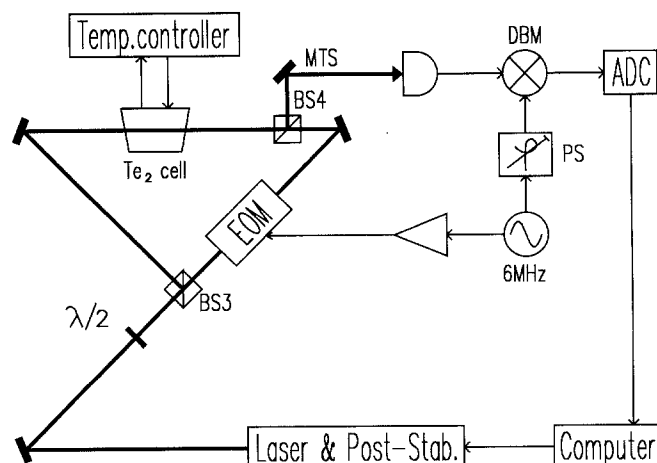 Temp.controller
MTS
DBM
ADC
BS4
Te₂ cell
PS
EOM
6MHz
BS3
λ/2
Laser & Post-Stab.
Computer